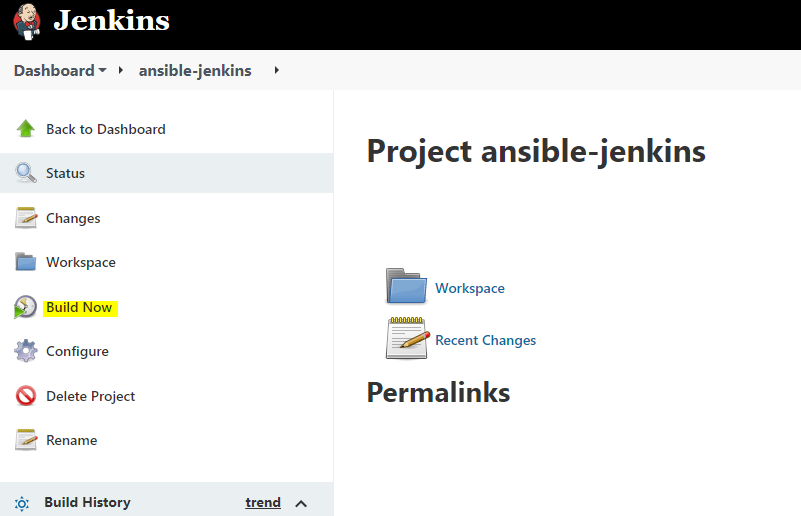 Jenkins
Dashboard ansible-jenkins
Back to Dashboard
Status
Changes
Workspace
Build Now
Configure
Delete Project
Rename
Build History trend
Project ansible-jenkins
Workspace
Recent Changes
Permalinks